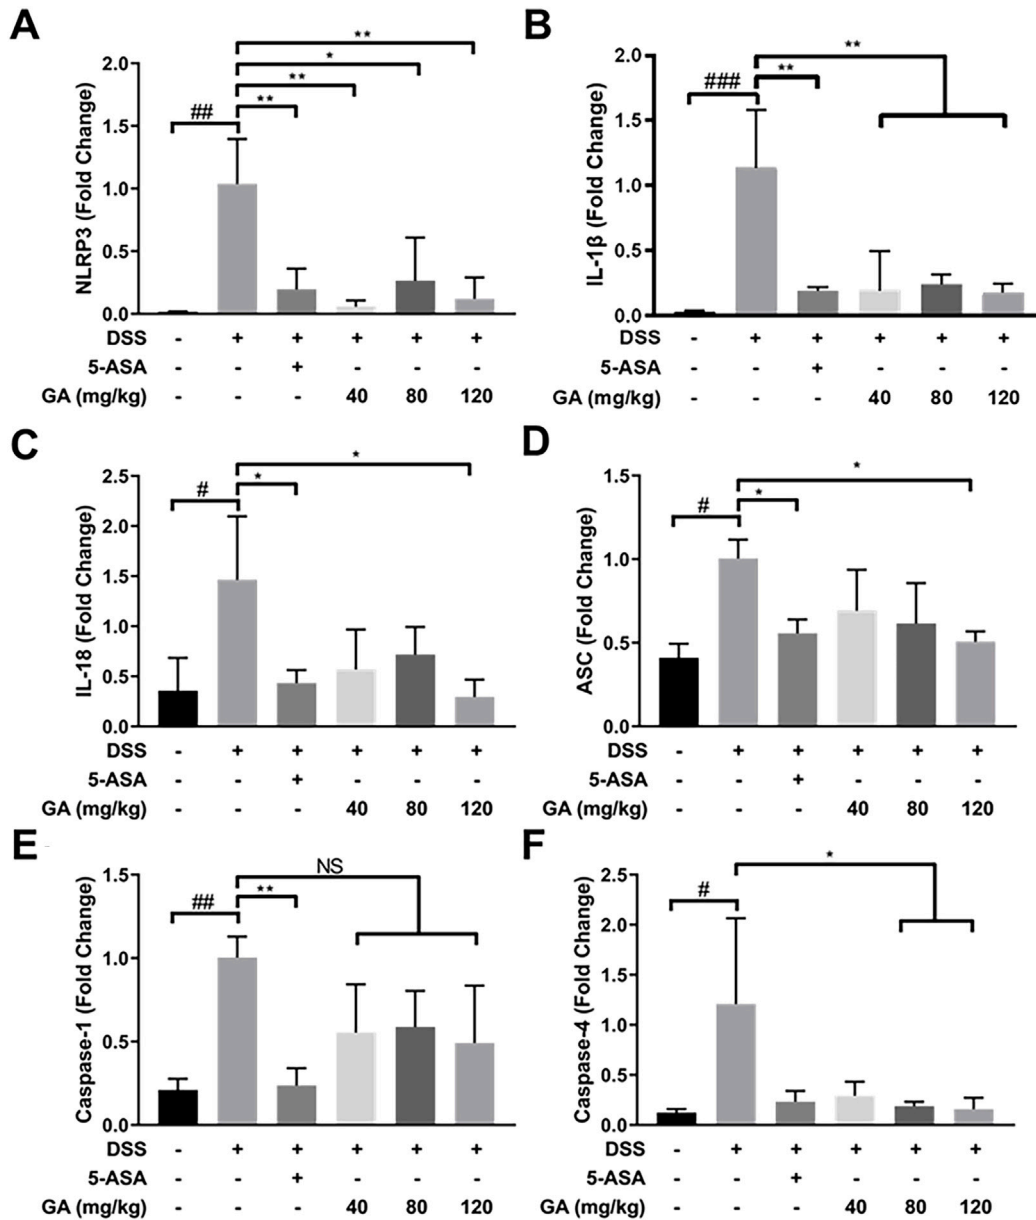 A
NLRP3 (Fold Change)
2.0
1.5
1.0
0.5
0.0
##
**
**
*
**
DSS - + + + + +
5-ASA - - + - - -
GA (mg/kg) - - - 40 80 120
B
IL-1β (Fold Change)
2.0
1.5
1.0
0.5
0.0
###
**
**
DSS - + + + + +
5-ASA - - + - - -
GA (mg/kg) - - - 40 80 120
C
IL-18 (Fold Change)
2.5
2.0
1.5
1.0
0.5
0.0
#
*
*
DSS - + + + + +
5-ASA - - + - - -
GA (mg/kg) - - - 40 80 120
D
ASC (Fold Change)
1.5
1.0
0.5
0.0
#
*
*
DSS - + + + + +
5-ASA - - + - - -
GA (mg/kg) - - - 40 80 120
E
Caspase-1 (Fold Change)
1.5
1.0
0.5
0.0
##
**
NS
DSS - + + + + +
5-ASA - - + - - -
GA (mg/kg) - - - 40 80 120
F
Caspase-4 (Fold Change)
2.5
2.0
1.5
1.0
0.5
0.0
#
*
DSS - + + + + +
5-ASA - - + - - -
GA (mg/kg) - - - 40 80 120